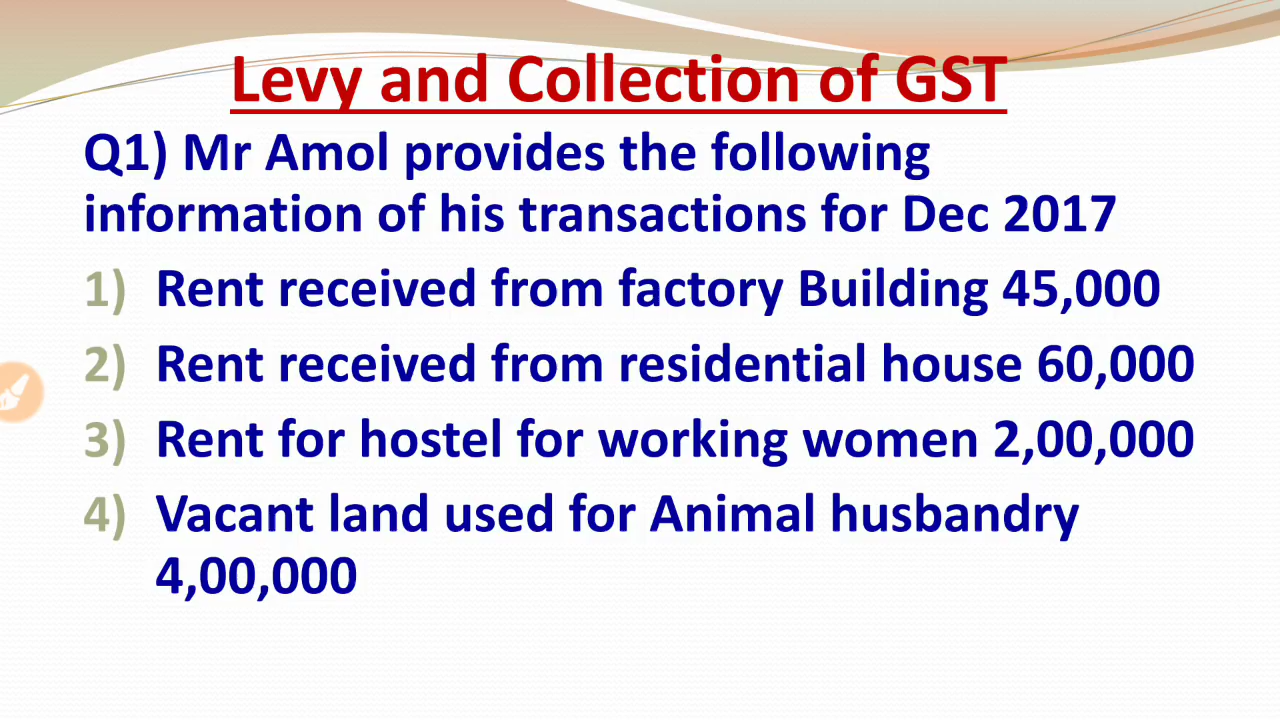 Levy and Collection of GST
Q1) Mr Amol provides the following
information of his transactions for Dec 2017
1) Rent received from factory Building 45,000
2) Rent received from residential house 60,000
3) Rent for hostel for working women 2,00,000
4) Vacant land used for Animal husbandry
4,00,000